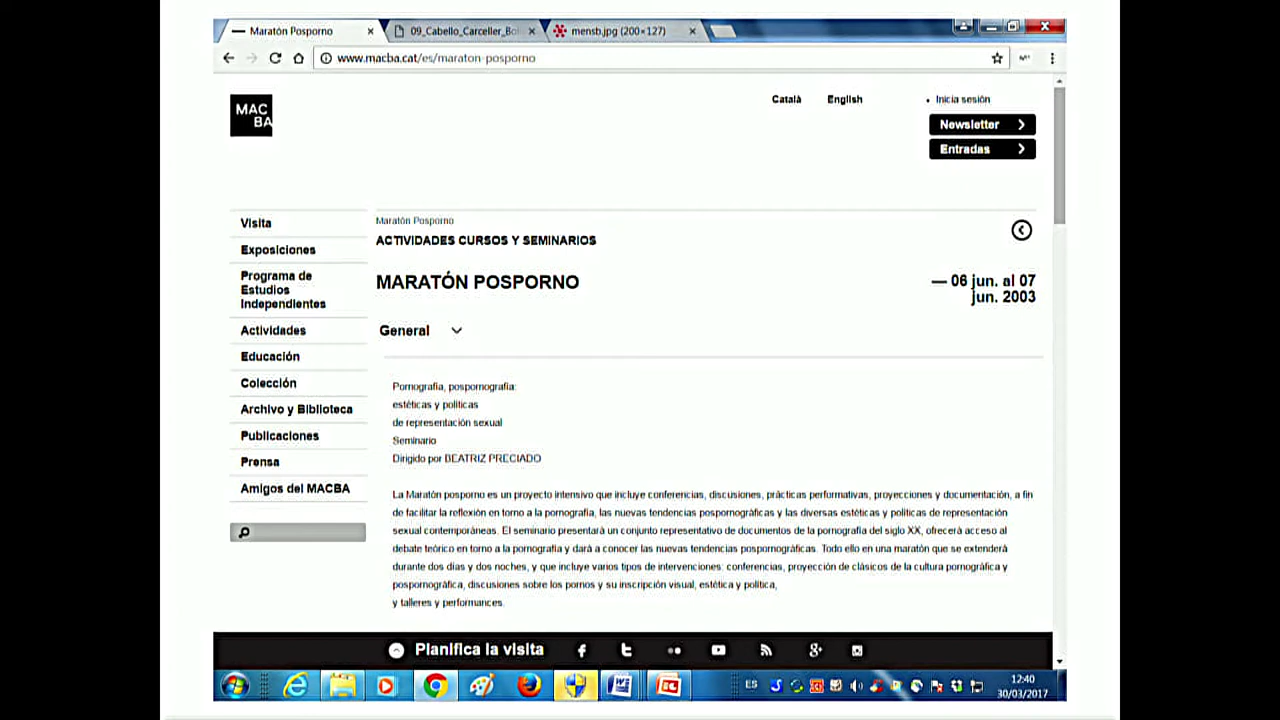 Maratón Posporno
09_Cabello_Carceller_Bol
mensb.jpg (200×127)
www.macba.cat/es/maraton-posporno
MAC
BA
Català
English
Inicia sesión
Newsletter
Entradas
Visita
Exposiciones
Programa de
Estudios
Independientes
Actividades
Educación
Colección
Archivo y Biblioteca
Publicaciones
Prensa
Amigos del MACBA
Maratón Posporno
ACTIVIDADES CURSOS Y SEMINARIOS
MARATÓN POSPORNO
— 06 jun. al 07
jun. 2003
General
Pornografía, pospornografía:
estéticas y políticas
de representación sexual
Seminario
Dirigido por BEATRIZ PRECIADO
La Maratón posporno es un proyecto intensivo que incluye conferencias, discusiones, prácticas performativas, proyecciones y documentación, a fin
de facilitar la reflexión en torno a la pornografía, las nuevas tendencias pospornográficas y las diversas estéticas y políticas de representación
sexual contemporáneas. El seminario presentará un conjunto representativo de documentos de la pornografía del siglo XX, ofrecerá acceso al
debate teórico en torno a la pornografía y dará a conocer las nuevas tendencias pospornográficas. Todo ello en una maratón que se extenderá
durante dos días y dos noches, y que incluye varios tipos de intervenciones: conferencias, proyección de clásicos de la cultura pornográfica y
pospornográfica, discusiones sobre los pornos y su inscripción visual, estética y política,
y talleres y performances.
Planifica la visita
ES
12:40
30/03/2017